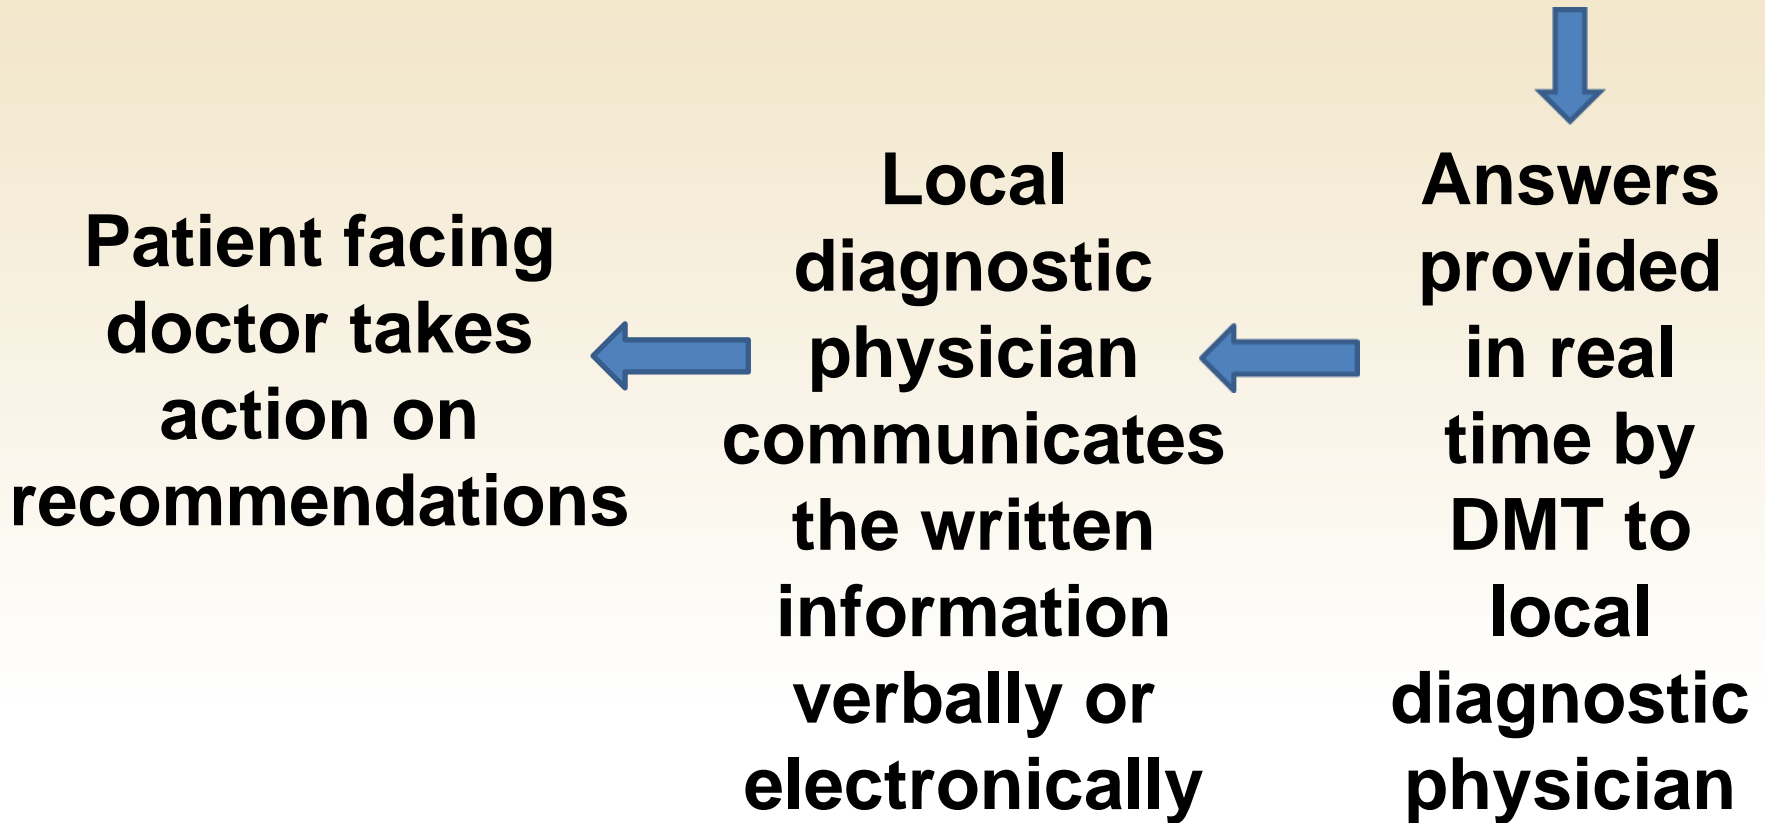 Patient facing
doctor takes
action on
recommendations
Local
diagnostic
physician
communicates
the written
information
verbally or
electronically
Answers
provided
in real
time by
DMT to
local
diagnostic
physician